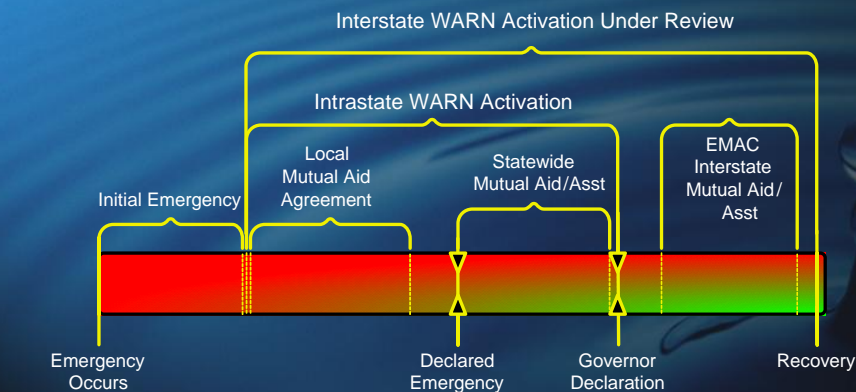 Interstate WARN Activation Under Review
Intrastate WARN Activation
Initial Emergency
Local
Mutual Aid
Agreement
Statewide
Mutual Aid/Asst
EMAC
Interstate
Mutual Aid/
Asst
Emergency
Occurs
Declared
Emergency
Governor
Declaration
Recovery